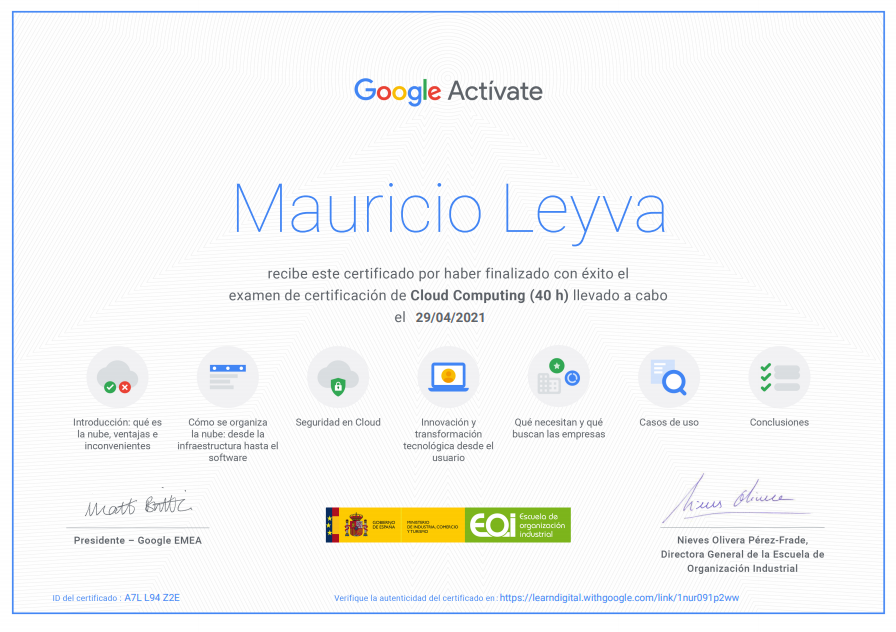 Google Actívate
Mauricio Leyva
recibe este certificado por haber finalizado con éxito el
examen de certificación de Cloud Computing (40 h) llevado a cabo
el 29/04/2021
Introducción: qué es
la nube, ventajas e
inconvenientes
Cómo se organiza
la nube: desde la
infraestructura hasta el
software
Seguridad en Cloud
Innovación y
transformación
tecnológica desde el
usuario
Qué necesitan y qué
buscan las empresas
Casos de uso
Conclusiones
Matt Brittin
Presidente – Google EMEA
GOBIERNO
DE ESPAÑA
MINISTERIO
DE INDUSTRIA, COMERCIO
Y TURISMO
EOI
Escuela de
organización
industrial
Nieves Olivera
Nieves Olivera Pérez-Frade,
Directora General de la Escuela de
Organización Industrial
ID del certificado : A7L L94 Z2E
Verifique la autenticidad del certificado en: https://learndigital.withgoogle.com/link/1nur091p2ww